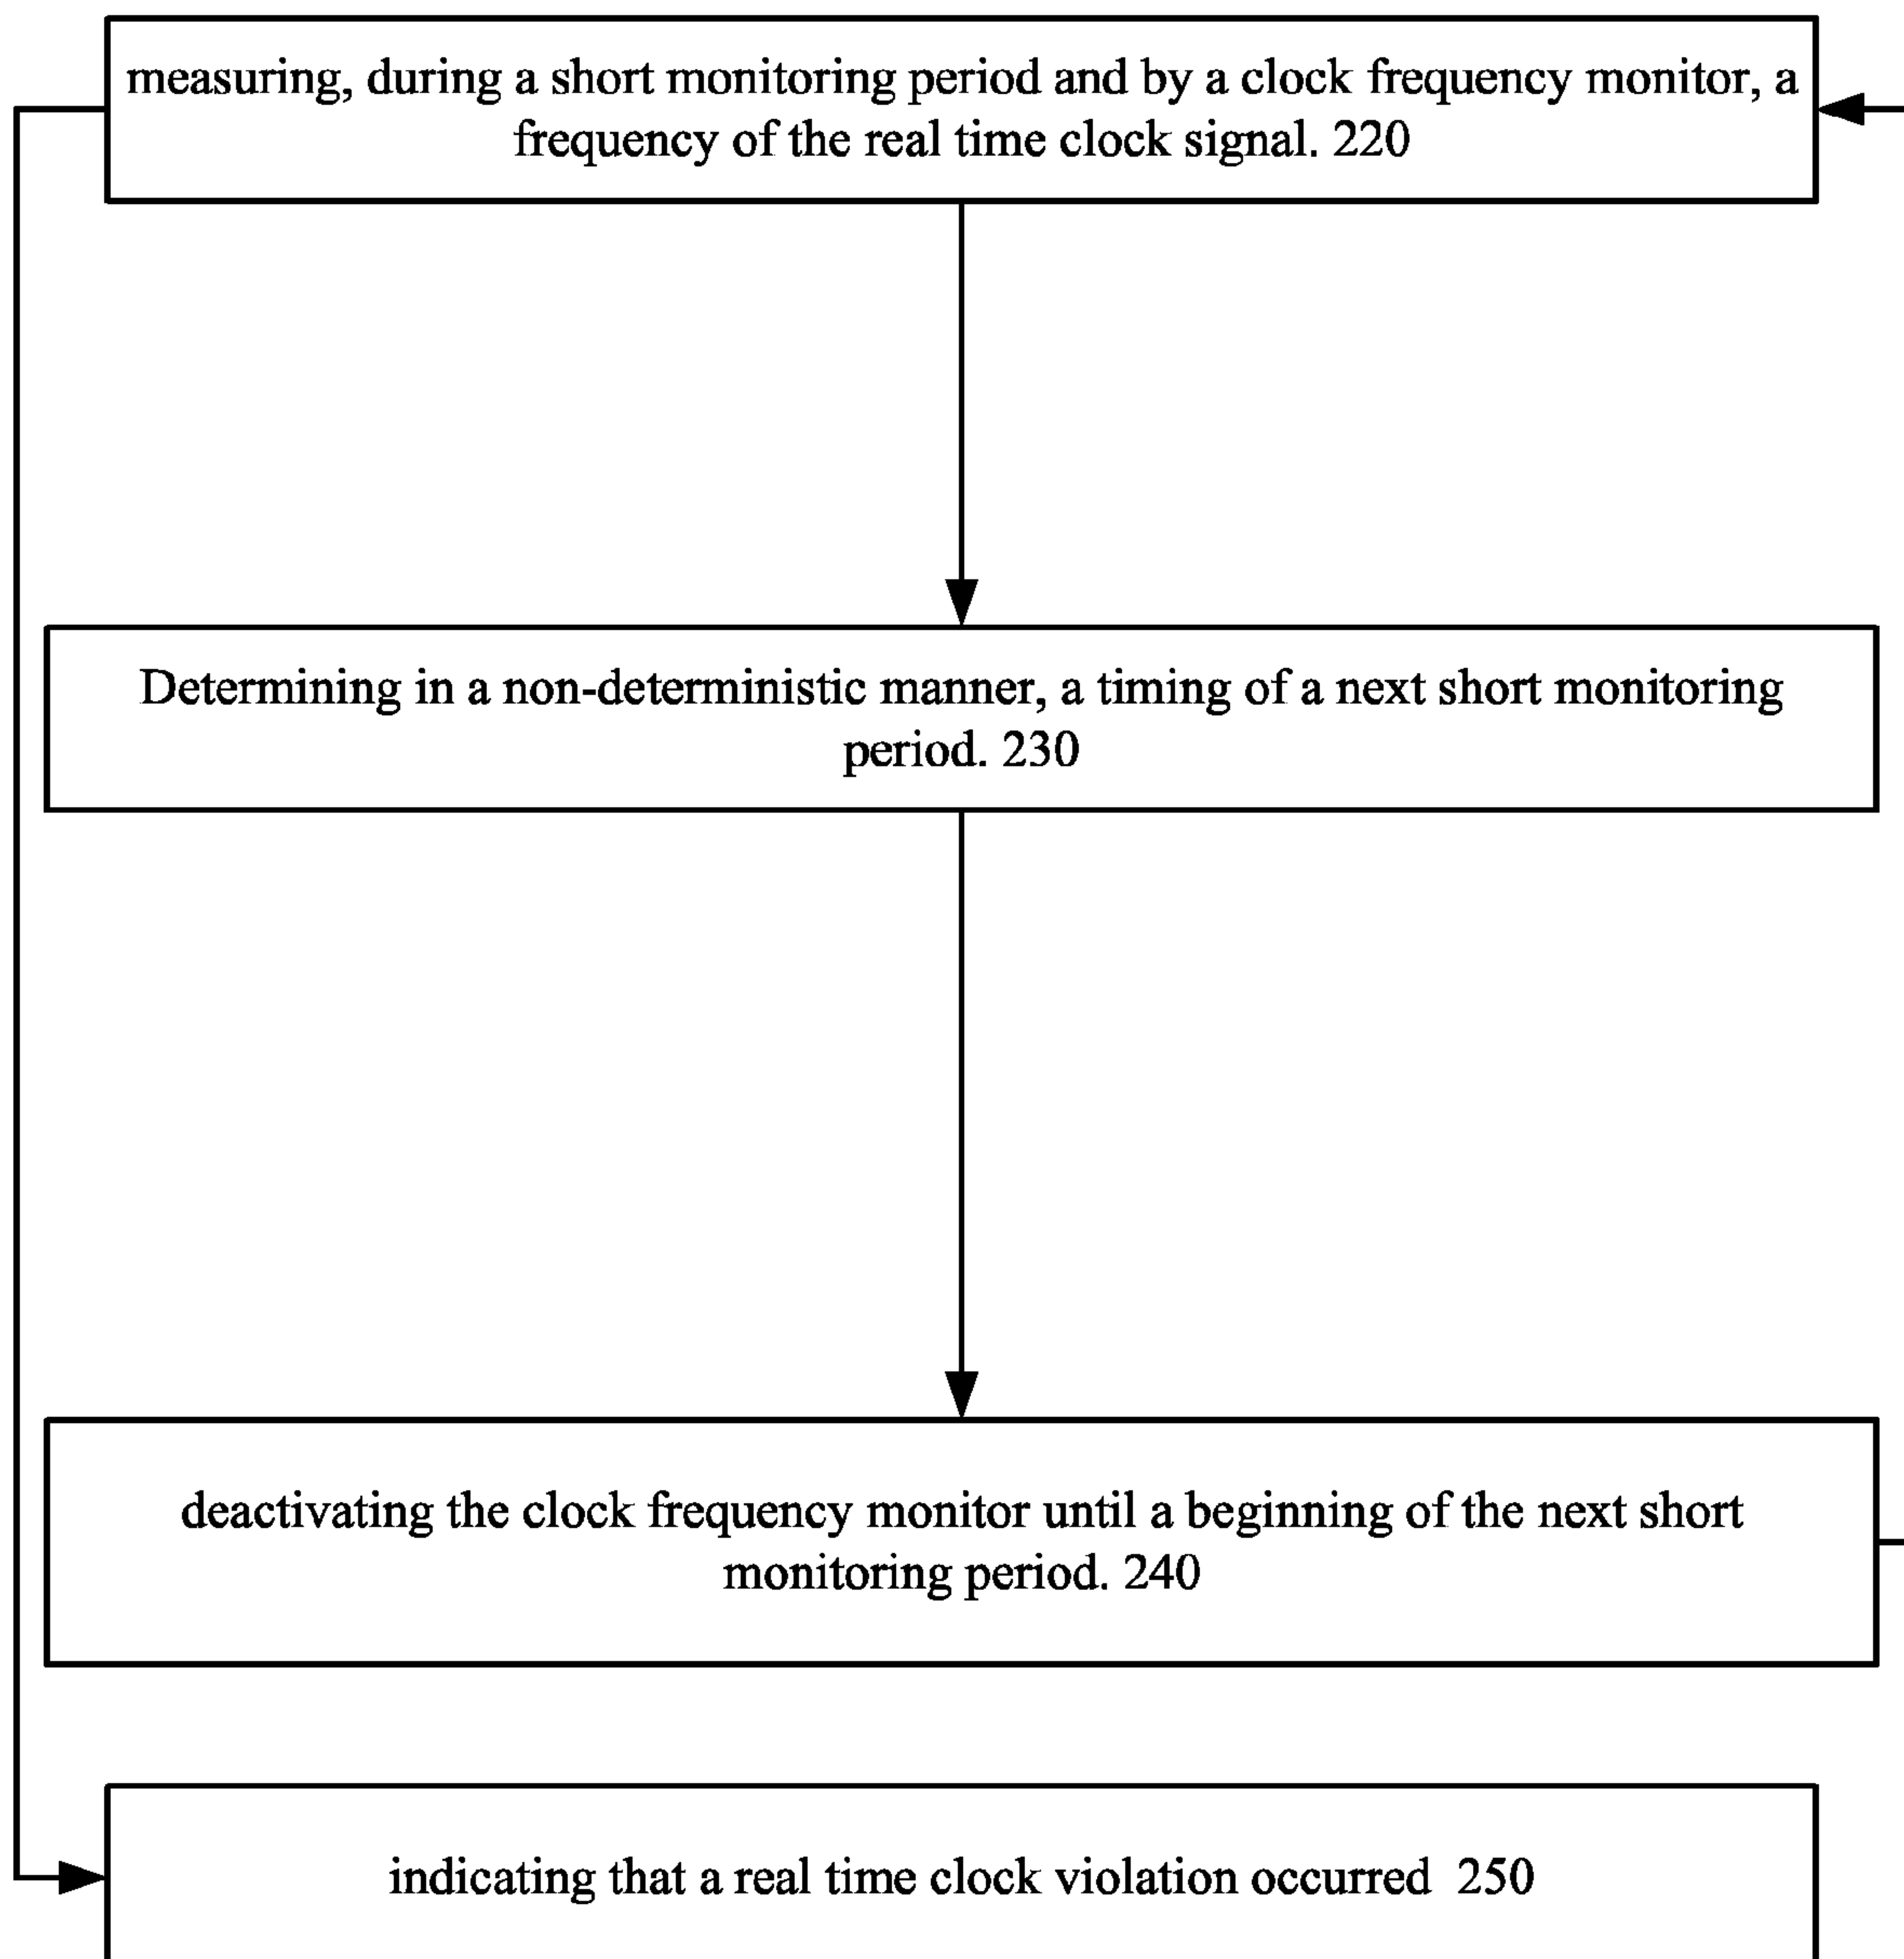 measuring, during a short monitoring period and by a clock frequency monitor, a
frequency of the real time clock signal. 220
Determining in a non-deterministic manner, a timing of a next short monitoring
period. 230
deactivating the clock frequency monitor until a beginning of the next short
monitoring period. 240
indicating that a real time clock violation occurred  250